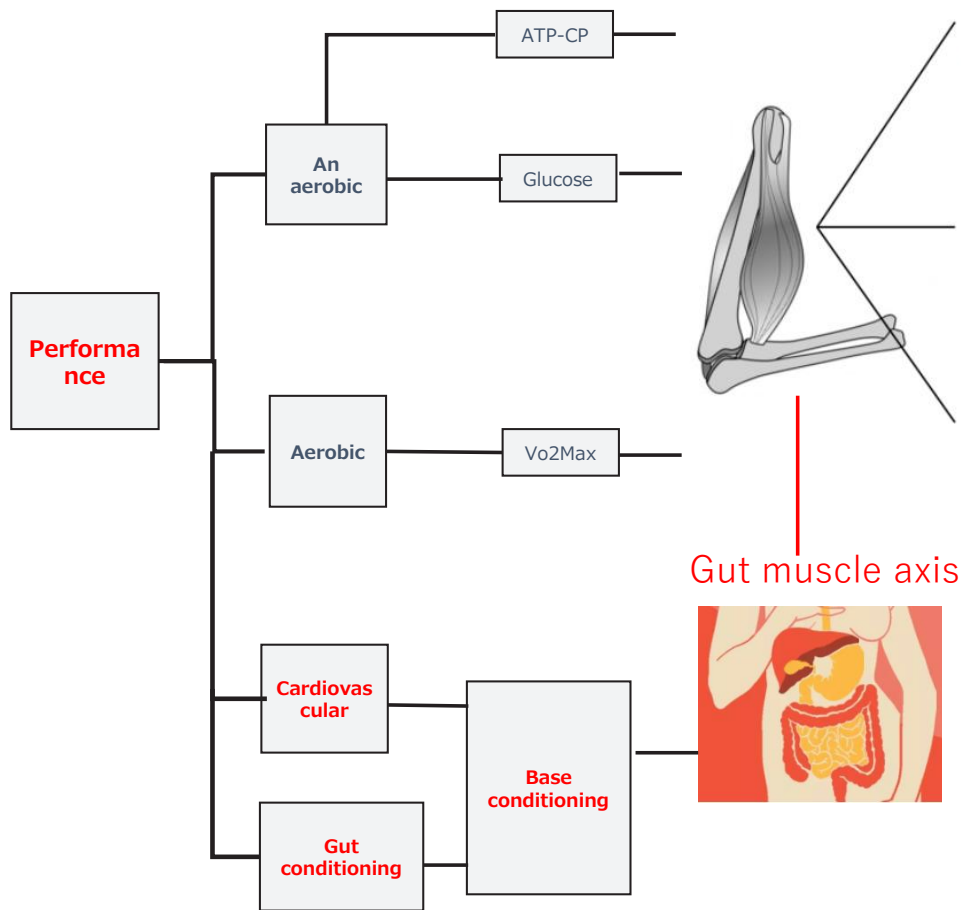 ATP-CP
An
aerobic
Glucose
Performa
nce
Aerobic
Vo2Max
Gut muscle axis
Cardiovas
cular
Base
conditioning
Gut
conditioning